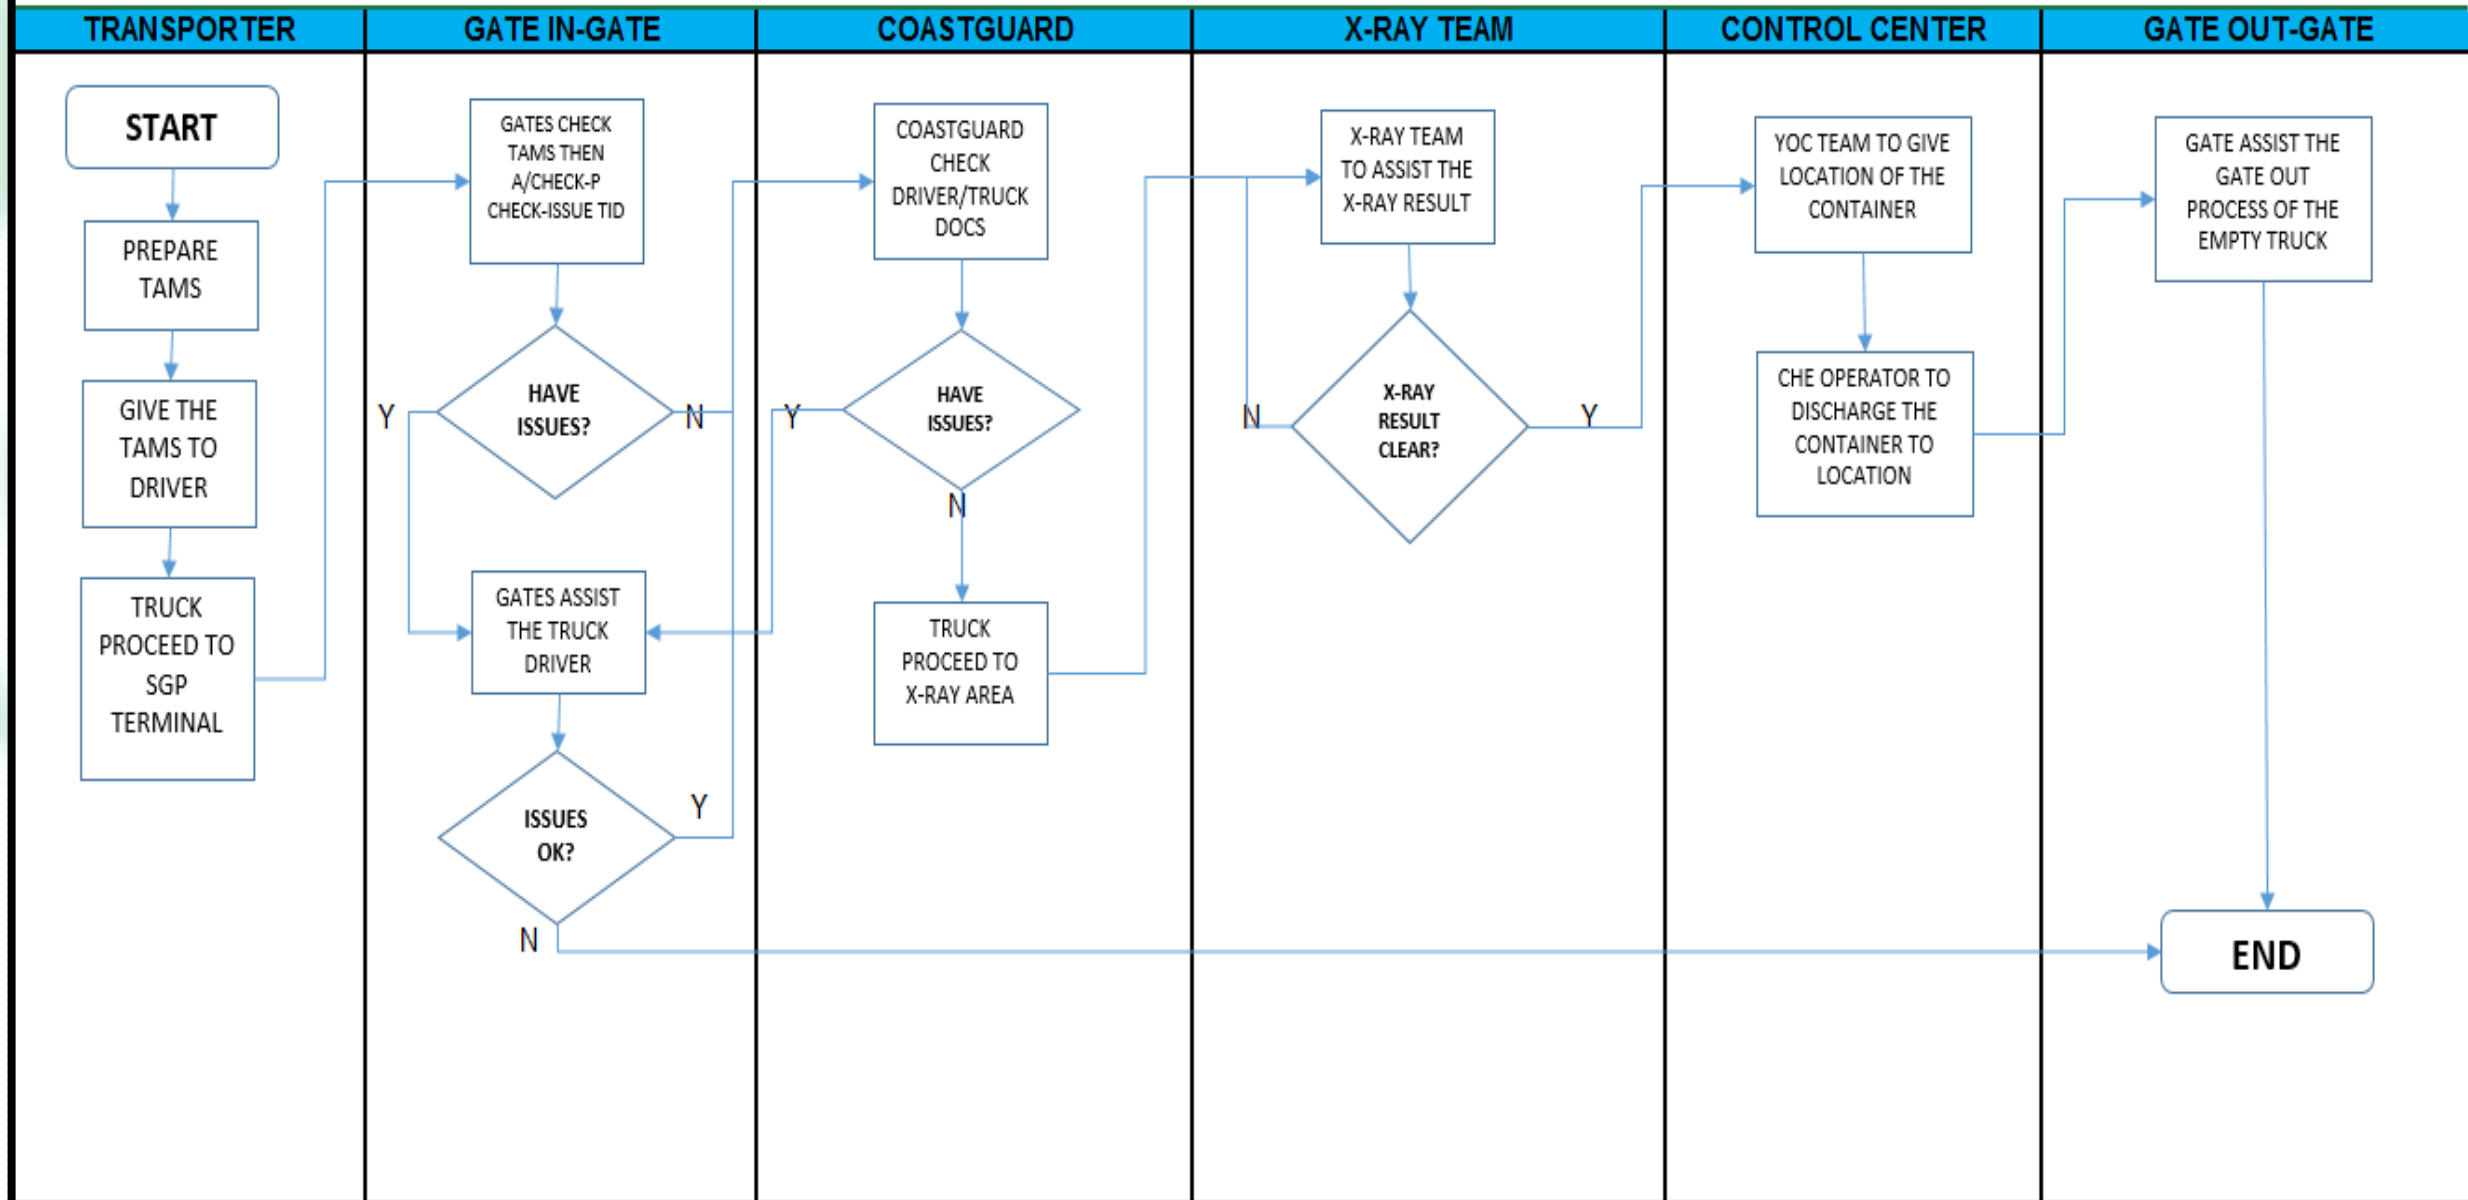 TRANSPORTER
GATE IN-GATE
COASTGUARD
X-RAY TEAM
CONTROL CENTER
GATE OUT-GATE
START
PREPARE
TAMS
GIVE THE
TAMS TO
DRIVER
TRUCK
PROCEED TO
SGP
TERMINAL
GATES CHECK
TAMS THEN
A/CHECK-P
CHECK-ISSUE TID
HAVE
ISSUES?
Y
N
GATES ASSIST
THE TRUCK
DRIVER
ISSUES
OK?
Y
N
COASTGUARD
CHECK
DRIVER/TRUCK
DOCS
HAVE
ISSUES?
Y
N
TRUCK
PROCEED TO
X-RAY AREA
X-RAY TEAM
TO ASSIST THE
X-RAY RESULT
X-RAY
RESULT
CLEAR?
N
Y
YOC TEAM TO GIVE
LOCATION OF THE
CONTAINER
CHE OPERATOR TO
DISCHARGE THE
CONTAINER TO
LOCATION
GATE ASSIST THE
GATE OUT
PROCESS OF THE
EMPTY TRUCK
END